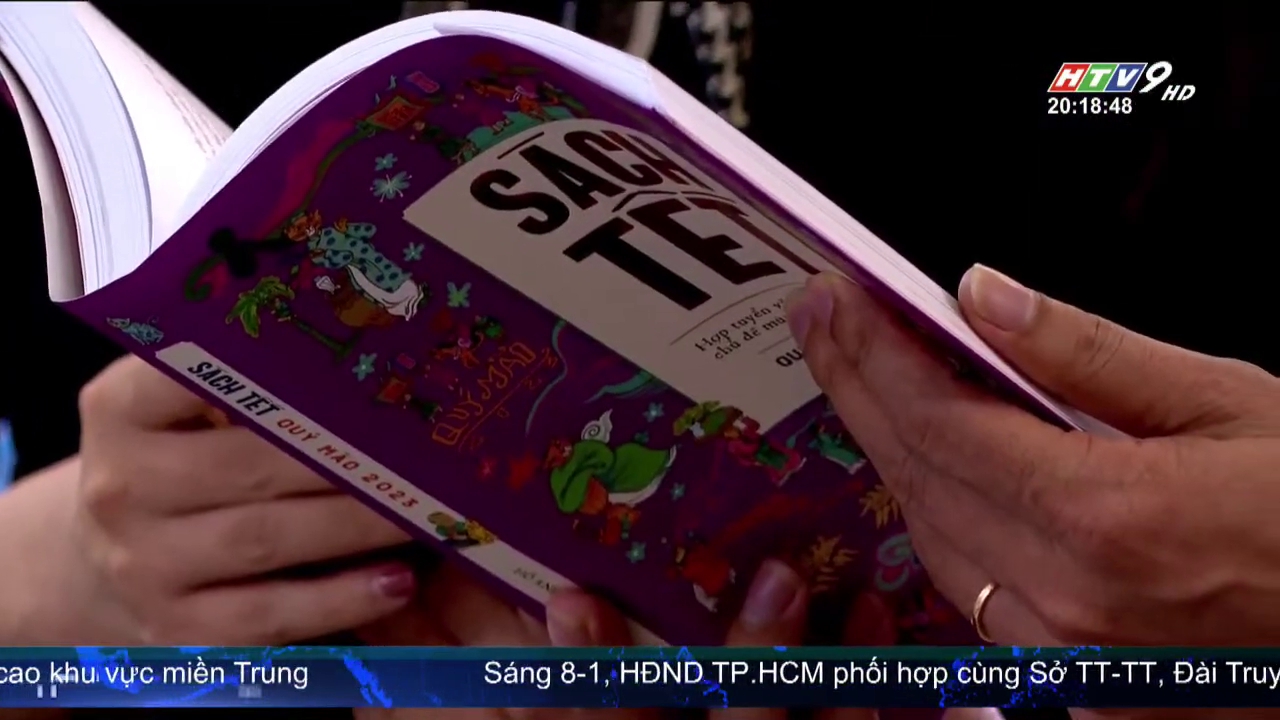 HTV9 HD
20:18:48
SÁCH
TẾT
Hợp tuyển
chủ đề
QUÝ MÃO
SÁCH TẾT QUÝ MÃO 2023
cao khu vực miền Trung
Sáng 8-1, HĐND TP.HCM phối hợp cùng Sở TT-TT, Đài